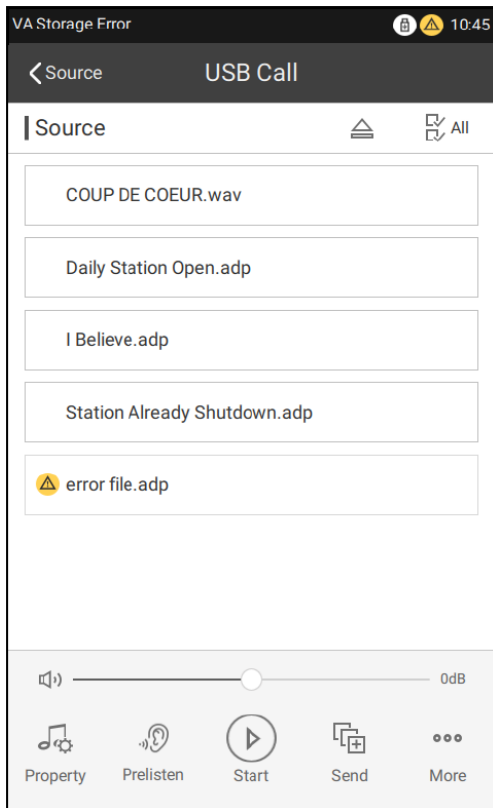 VA Storage Error 10:45
Source USB Call
Source All
COUP DE COEUR.wav
Daily Station Open.adp
I Believe.adp
Station Already Shutdown.adp
error file.adp
0dB
Property Prelisten Start Send More